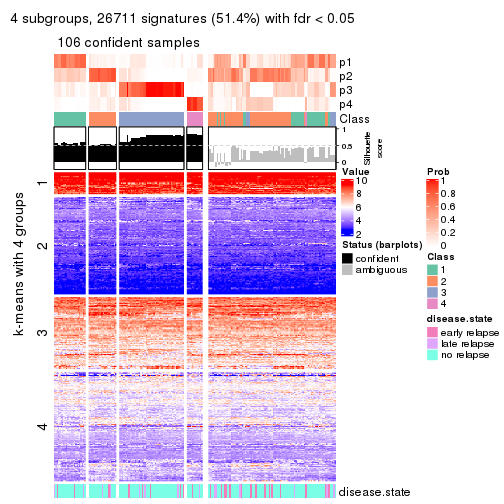 4 subgroups, 26711 signatures (51.4%) with fdr < 0.05
106 confident samples
p1
p2
p3
p4
Class
1
0.5
0
Silhouette
score
k-means with 4 groups
1
2
3
4
disease.state
Value
10
8
6
4
2
Status (barplots)
confident
ambiguous
Prob
1
0.8
0.6
0.4
0.2
0
Class
1
2
3
4
disease.state
early relapse
late relapse
no relapse